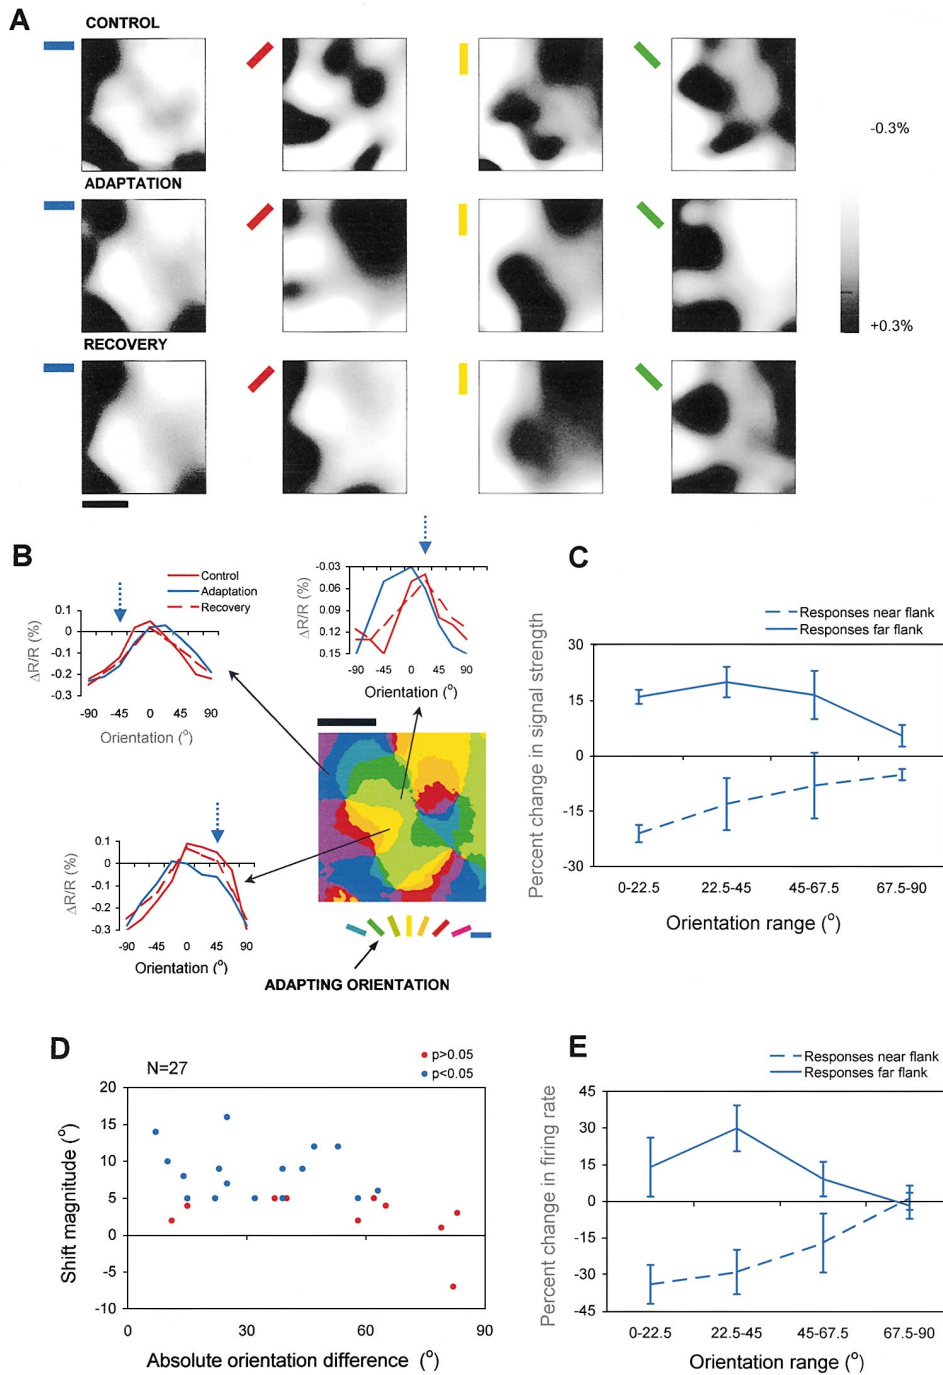 A
CONTROL
ADAPTATION
RECOVERY
-0.3%
+0.3%
B
Control
Adaptation
Recovery
ΔR/R (%)
0.1
0
-0.1
-0.2
-0.3
-90 -45 0 45 90
Orientation (°)
ΔR/R (%)
-0.03
0.06
0.09
0.12
0.15
-90 -45 0 45 90
Orientation (°)
ΔR/R (%)
0.1
0
-0.1
-0.2
-0.3
-90 -45 0 45 90
Orientation (°)
ADAPTING ORIENTATION
C
Responses near flank
Responses far flank
Percent change in signal strength
30
15
0
-15
-30
0-22.5 22.5-45 45-67.5 67.5-90
Orientation range (°)
D
N=27
p>0.05
p<0.05
Shift magnitude (°)
20
15
10
5
0
-5
-10
0 30 60 90
Absolute orientation difference (°)
E
Responses near flank
Responses far flank
Percent change in firing rate
45
30
15
0
-15
-30
-45
0-22.5 22.5-45 45-67.5 67.5-90
Orientation range (°)